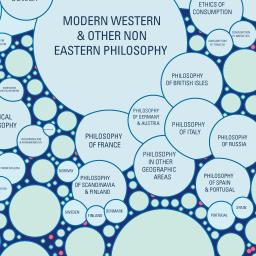 ETHICS OF
CONSUMPTION
MODERN WESTERN
& OTHER NON
EASTERN PHILOSOPHY
PHILOSOPHY
OF BRITISH ISLES
PHILOSOPHY
OF GERMANY
& AUSTRIA
PHILOSOPHY
OF ITALY
PHILOSOPHY
OF FRANCE
PHILOSOPHY
OF RUSSIA
PHILOSOPHY
IN OTHER
GEOGRAPHIC
AREAS
NORWAY
PHILOSOPHY
OF SCANDINAVIA
& FINLAND
PHILOSOPHY
OF SPAIN
& PORTUGAL
SWEDEN
FINLAND
DENMARK
PORTUGAL
SPAIN